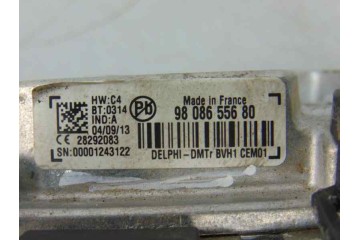 HW:C4
BT:0314
IND:A
04/09/13
CE 28292083
SN:00001243122
Pb
Made in France
98 086 556 80
DELPHI-DMTr BVH1 CEM01